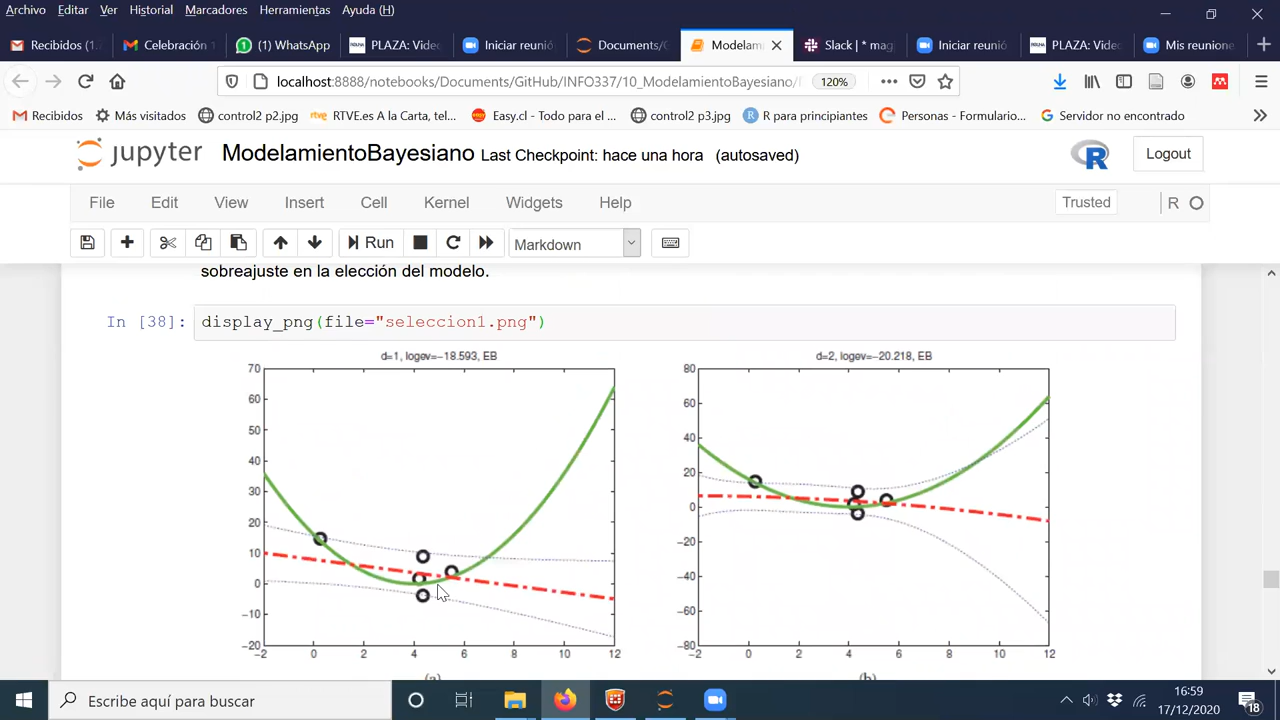 Archivo Editar Ver Historial Marcadores Herramientas Ayuda (H)
Recibidos (1. Celebración 1 (1) WhatsApp PLAZA: Video Iniciar reunió Documents/G Modelam Slack | * mag Iniciar reunió PLAZA: Video Mis reunione
localhost:8888/notebooks/Documents/GitHub/INFO337/10_ModelamientoBayesiano/ 120%
Recibidos Más visitados control2 p2.jpg RTVE.es A la Carta, tel... Easy.cl - Todo para el ... control2 p3.jpg R para principiantes Personas - Formulario... Servidor no encontrado
jupyter ModelamientoBayesiano Last Checkpoint: hace una hora (autosaved) R Logout
File Edit View Insert Cell Kernel Widgets Help Trusted R
Run Markdown
sobreajuste en la elección del modelo.
In [38]: display_png(file="seleccion1.png")
d=1, logev=-18.593, EB
70
60
50
40
30
20
10
0
-10
-20
-2 0 2 4 6 8 10 12
(a)
d=2, logev=-20.218, EB
80
60
40
20
0
-20
-40
-60
-80
-2 0 2 4 6 8 10 12
(b)
Escribe aquí para buscar
16:59
17/12/2020
18